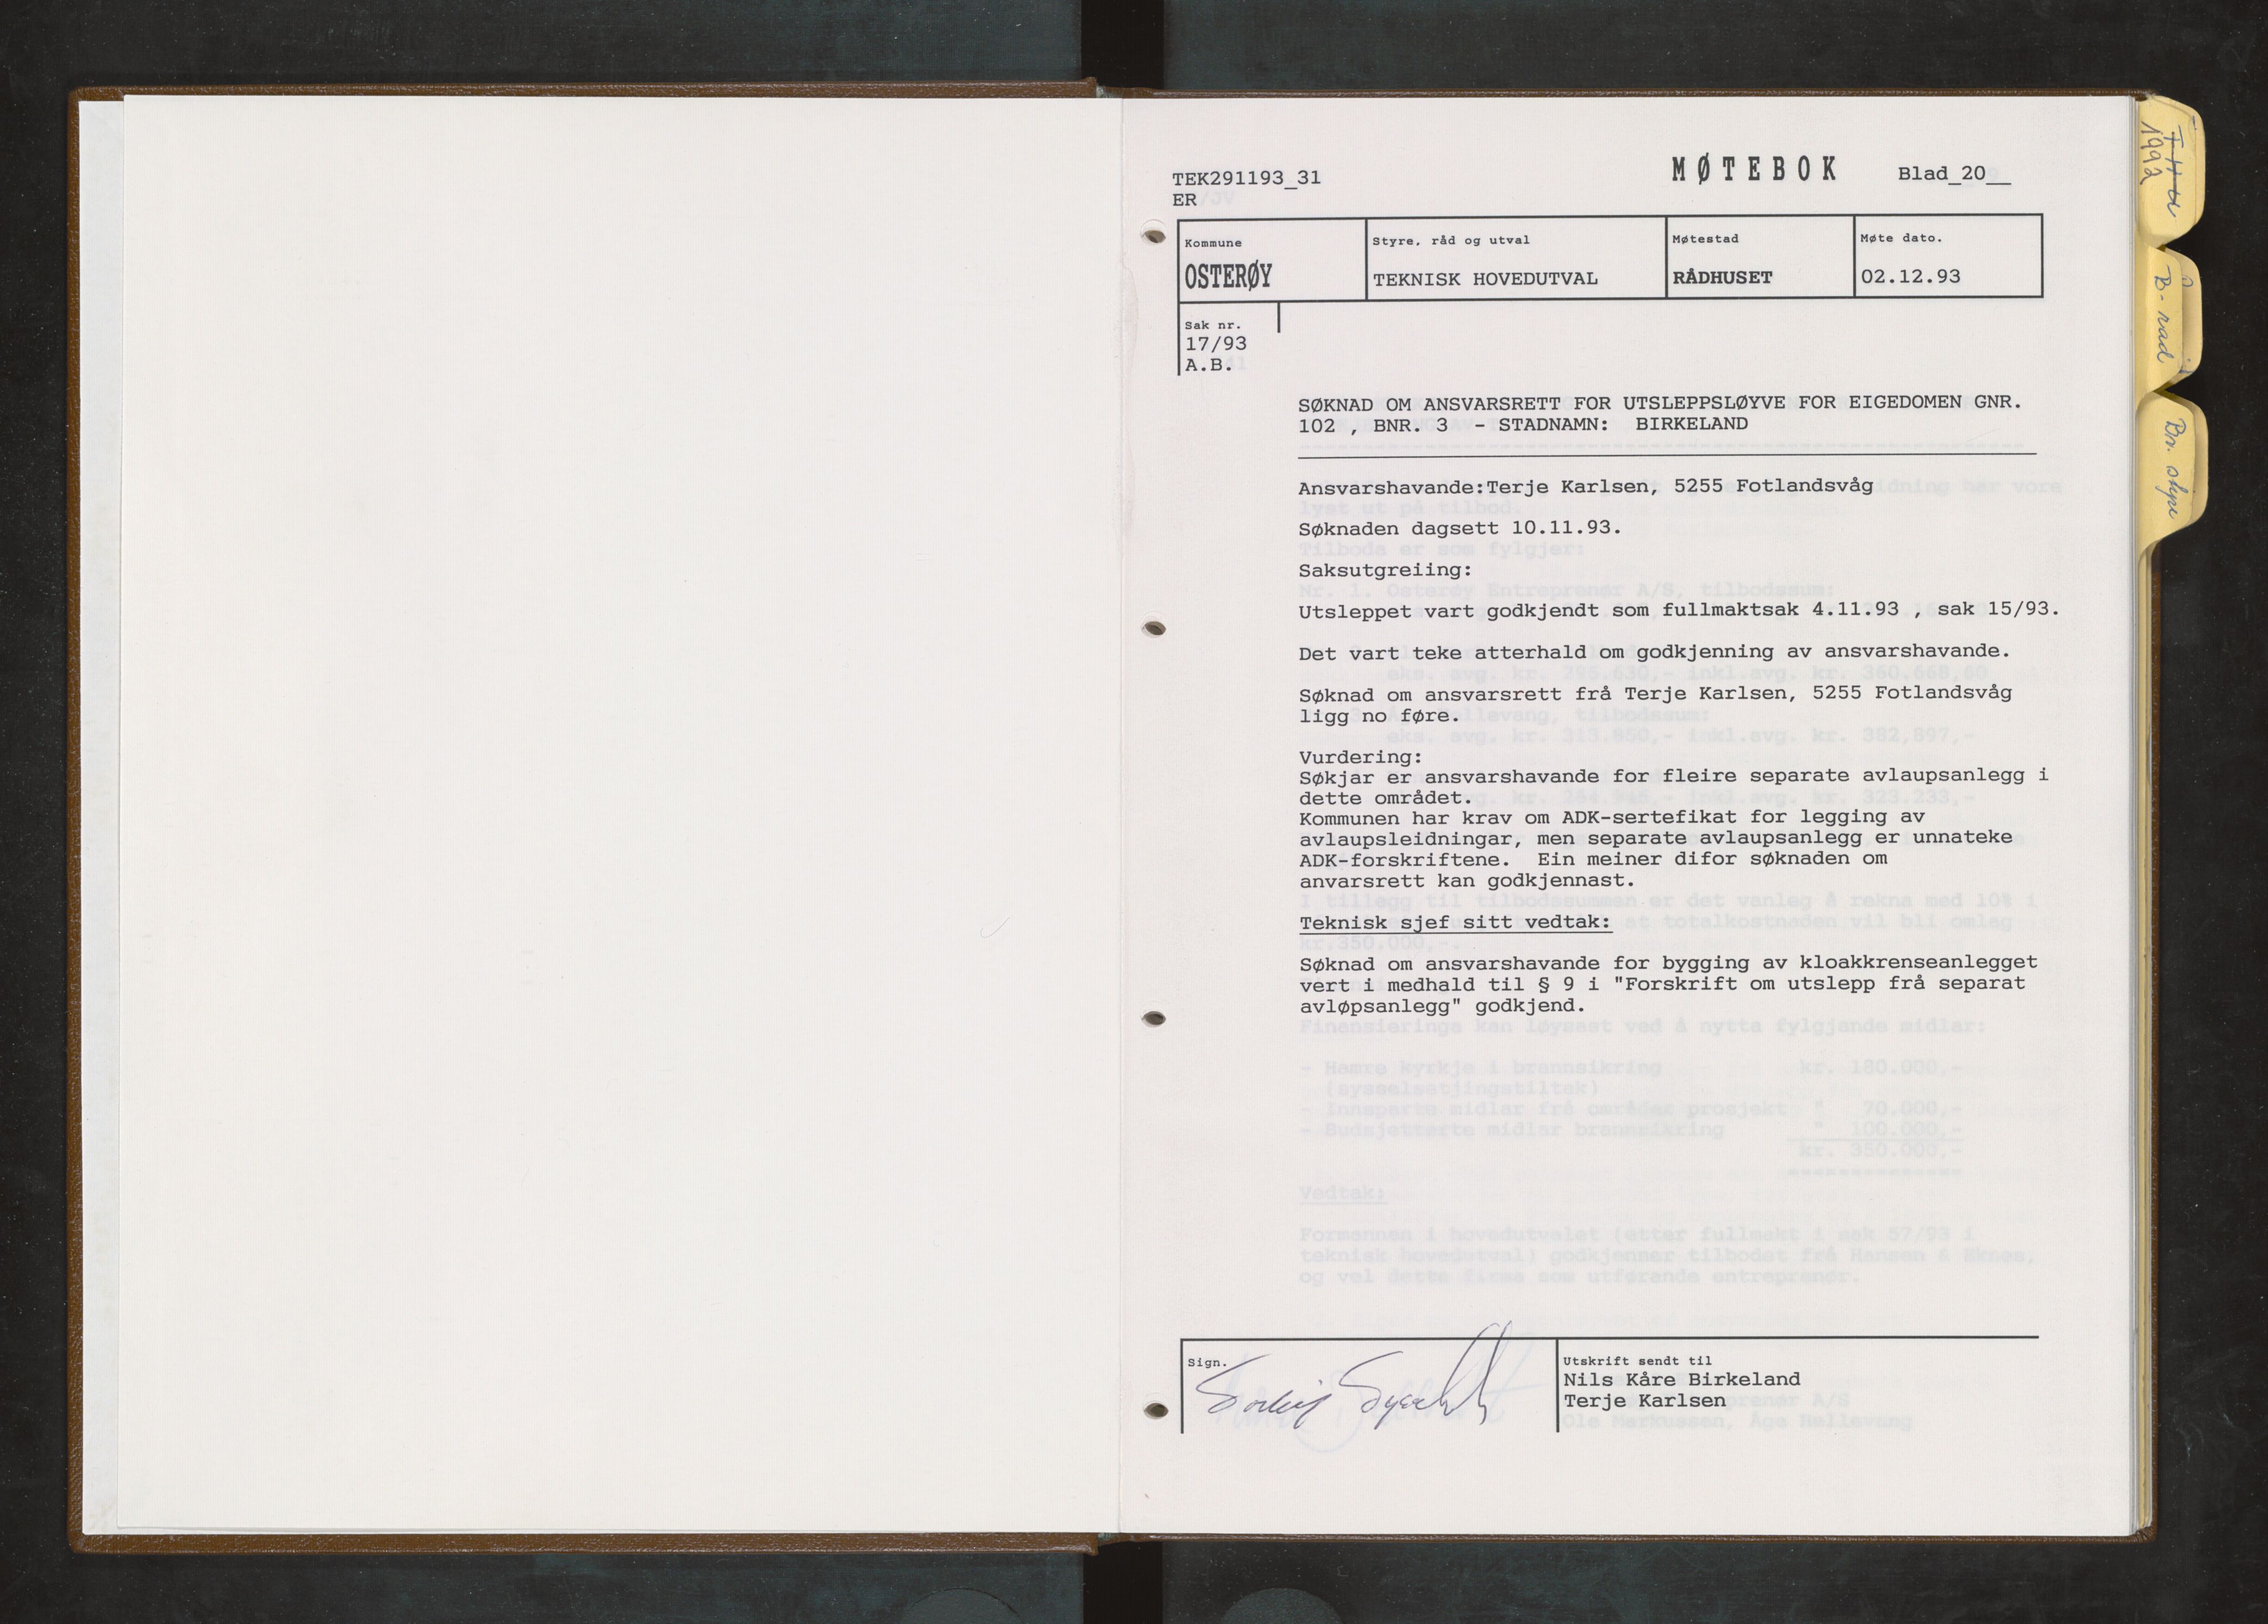 TEK291193_31
ER
MØTEBOK
Blad_20__
Kommune
OSTERØY
Styre, råd og utval
TEKNISK HOVEDUTVAL
Møtestad
RÅDHUSET
Møte dato.
02.12.93
Sak nr.
17/93
A.B.
SØKNAD OM ANSVARSRETT FOR UTSLEPPSLØYVE FOR EIGEDOMEN GNR.
102 , BNR. 3 - STADNAMN: BIRKELAND
Ansvarshavande:Terje Karlsen, 5255 Fotlandsvåg
Søknaden dagsett 10.11.93.
Saksutgreiing:
Utsleppet vart godkjendt som fullmaktsak 4.11.93 , sak 15/93.
Det vart teke atterhald om godkjenning av ansvarshavande.
Søknad om ansvarsrett frå Terje Karlsen, 5255 Fotlandsvåg
ligg no føre.
Vurdering:
Søkjar er ansvarshavande for fleire separate avlaupsanlegg i
dette området.
Kommunen har krav om ADK-sertefikat for legging av
avlaupsleidningar, men separate avlaupsanlegg er unnateke
ADK-forskriftene. Ein meiner difor søknaden om
anvarsrett kan godkjennast.
Teknisk sjef sitt vedtak:
Søknad om ansvarshavande for bygging av kloakkrenseanlegget
vert i medhald til § 9 i "Forskrift om utslepp frå separat
avløpsanlegg" godkjend.
Sign.
Utskrift sendt til
Nils Kåre Birkeland
Terje Karlsen
1992
B-råd
Bn. styre